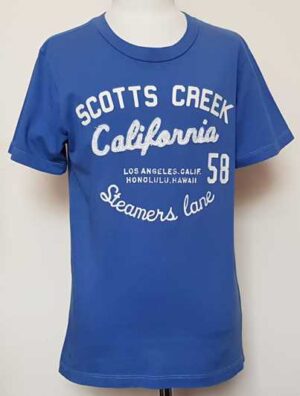 SCOTTS CREEK
California
LOS ANGELES.CALIF. 58
HONOLULU.HAWAII
Steamers lane